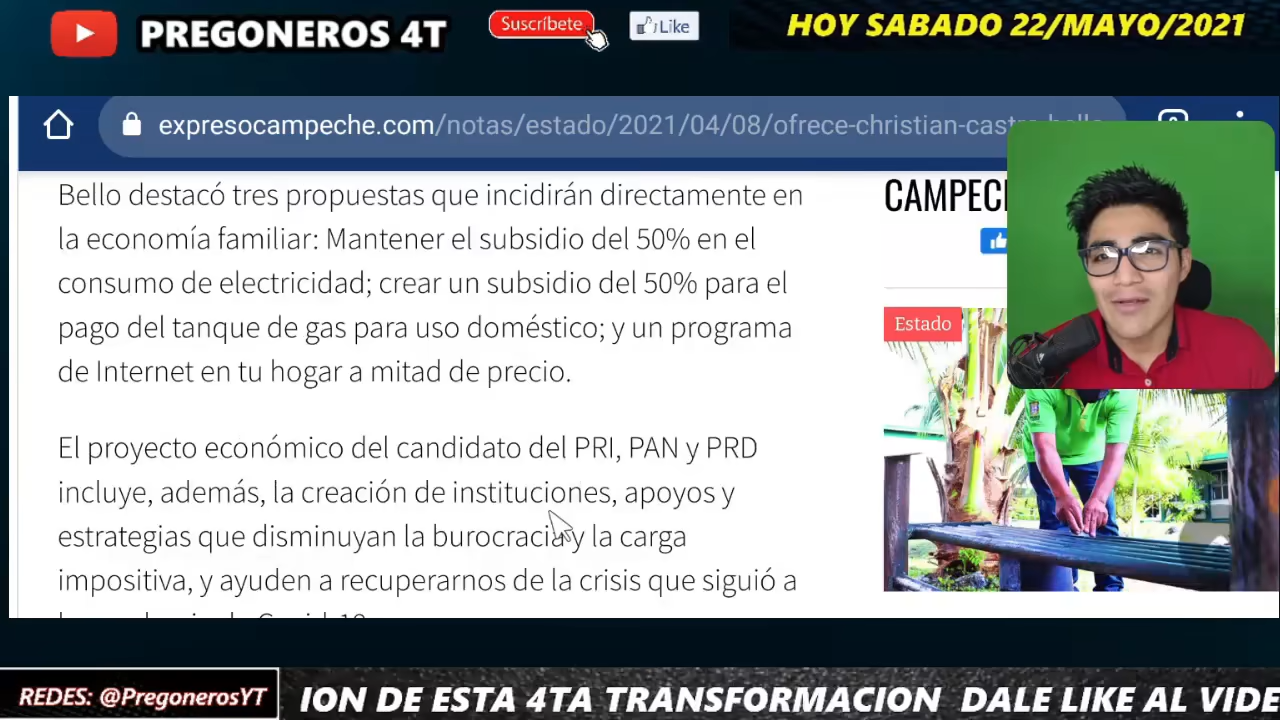 PREGONEROS 4T
Suscríbete
Like
HOY SABADO 22/MAYO/2021
expresocampeche.com/notas/estado/2021/04/08/ofrece-christian-castro-bello
Bello destacó tres propuestas que incidirán directamente en
la economía familiar: Mantener el subsidio del 50% en el
consumo de electricidad; crear un subsidio del 50% para el
pago del tanque de gas para uso doméstico; y un programa
de Internet en tu hogar a mitad de precio.
El proyecto económico del candidato del PRI, PAN y PRD
incluye, además, la creación de instituciones, apoyos y
estrategias que disminuyan la burocracia y la carga
impositiva, y ayuden a recuperarnos de la crisis que siguió a
Estado
REDES: @PregonerosYT
ION DE ESTA 4TA TRANSFORMACION DALE LIKE AL VIDE